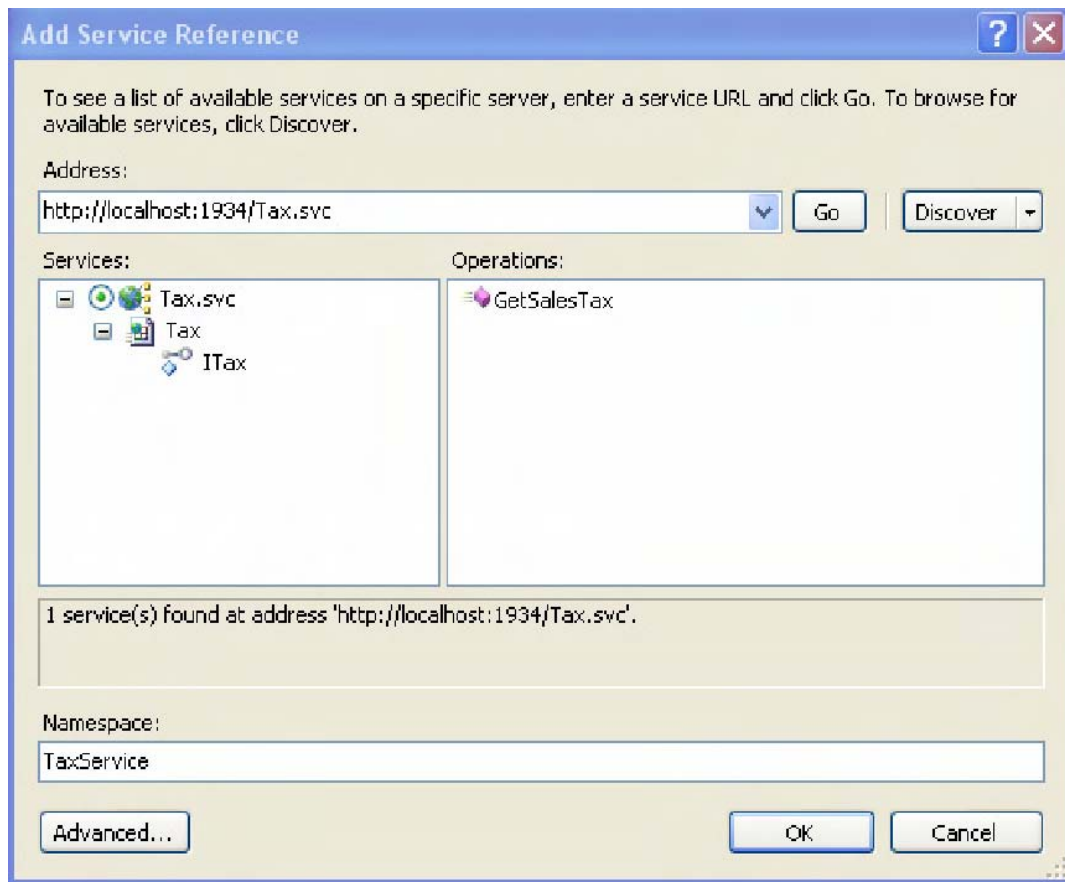 Add Service Reference
To see a list of available services on a specific server, enter a service URL and click Go. To browse for
available services, click Discover.
Address:
http://localhost:1934/Tax.svc
Go
Discover
Services:
Operations:
Tax.svc
Tax
ITax
GetSalesTax
1 service(s) found at address 'http://localhost:1934/Tax.svc'.
Namespace:
TaxService
Advanced...
OK
Cancel